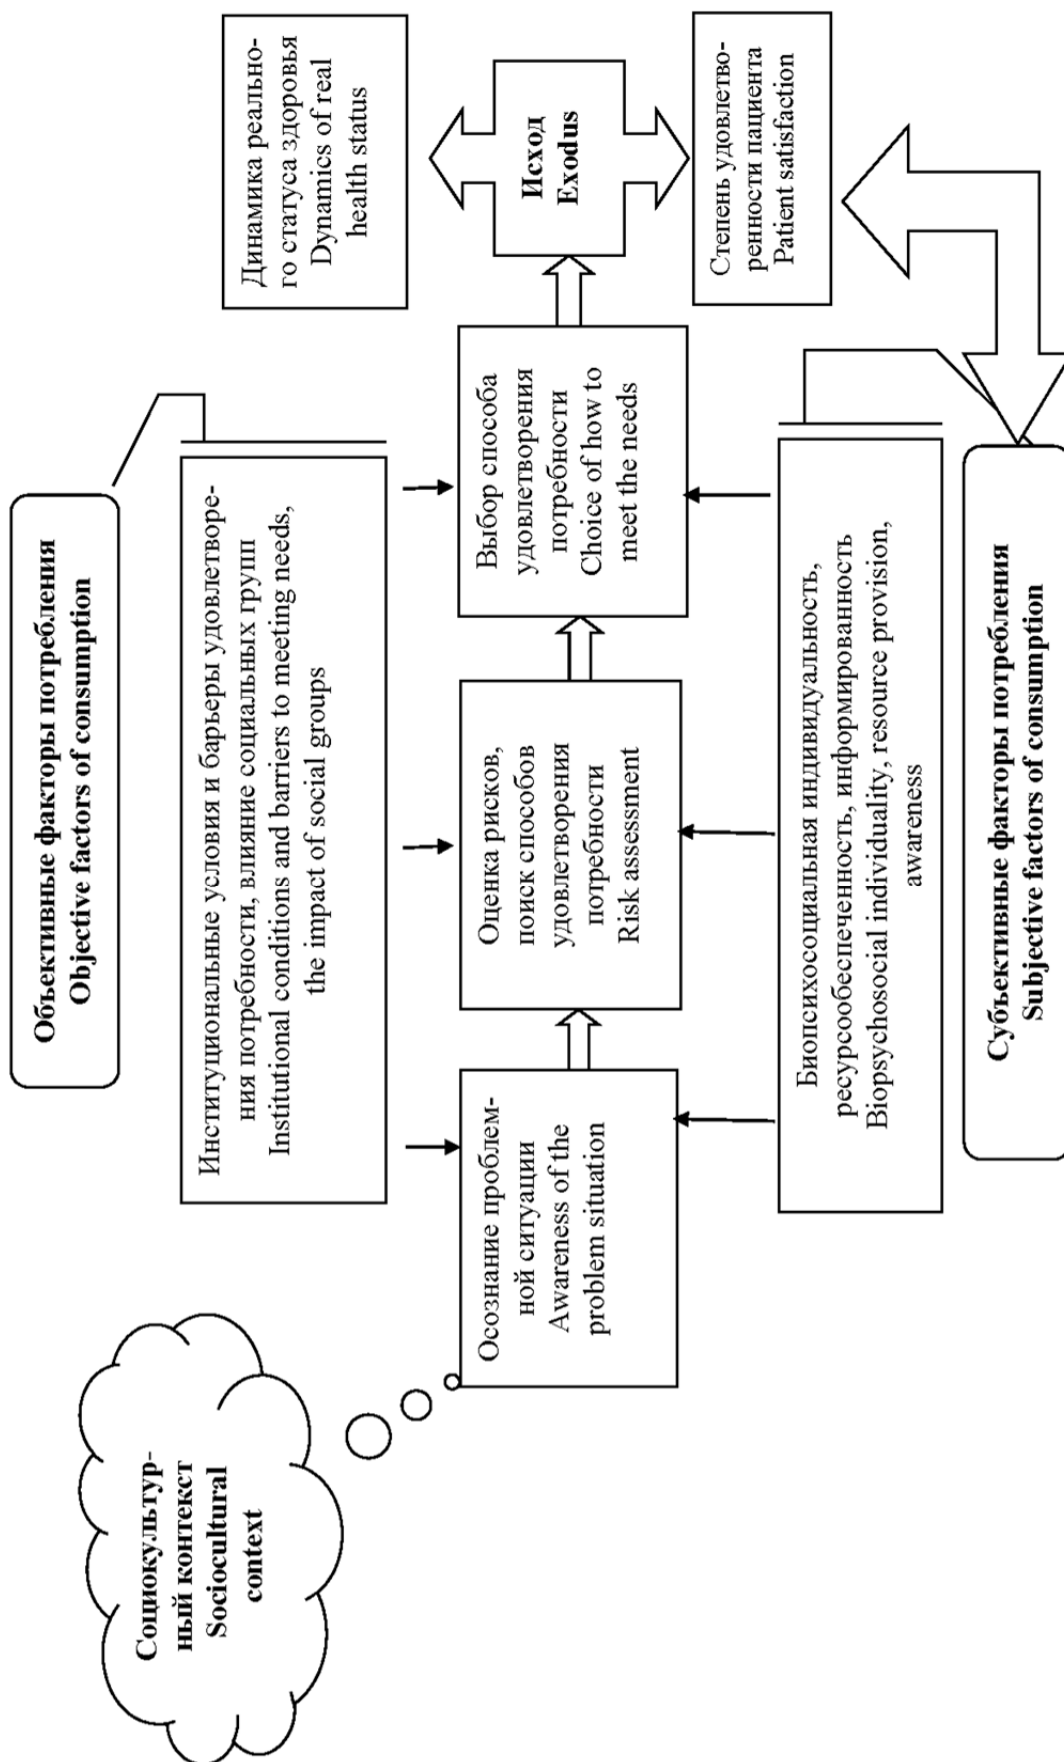 Объективные факторы потребления
Objective factors of consumption
Институциональные условия и барьеры удовлетворе-
ния потребности, влияние социальных групп
Institutional conditions and barriers to meeting needs,
the impact of social groups
Социокультур-
ный контекст
Sociocultural
context
Осознание проблем-
ной ситуации
Awareness of the
problem situation
Оценка рисков,
поиск способов
удовлетворения
потребности
Risk assessment
Выбор способа
удовлетворения
потребности
Choice of how to
meet the needs
Динамика реально-
го статуса здоровья
Dynamics of real
health status
Исход
Exodus
Степень удовлетво-
ренности пациента
Patient satisfaction
Биопсихосоциальная индивидуальность,
ресурсообеспеченность, информированность
Biopsychosocial individuality, resource provision,
awareness
Субъективные факторы потребления
Subjective factors of consumption